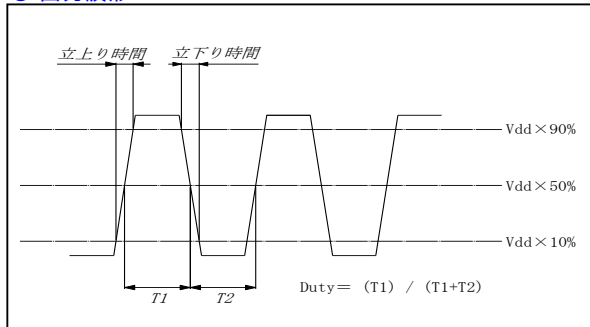 立上り時間 立下り時間
Vdd×90%
Vdd×50%
Vdd×10%
T1 T2
Duty＝ (T1) / (T1+T2)